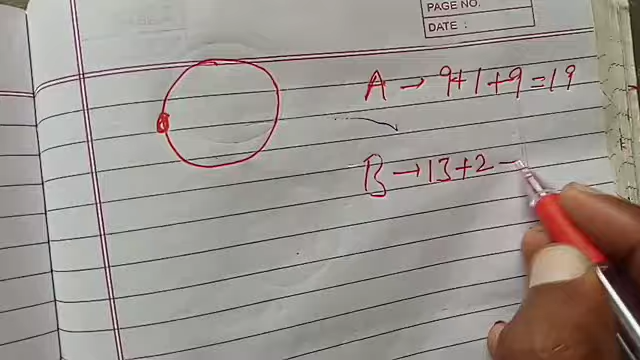 PAGE NO.
DATE :
A → 9+1+9=19
B → 13+2